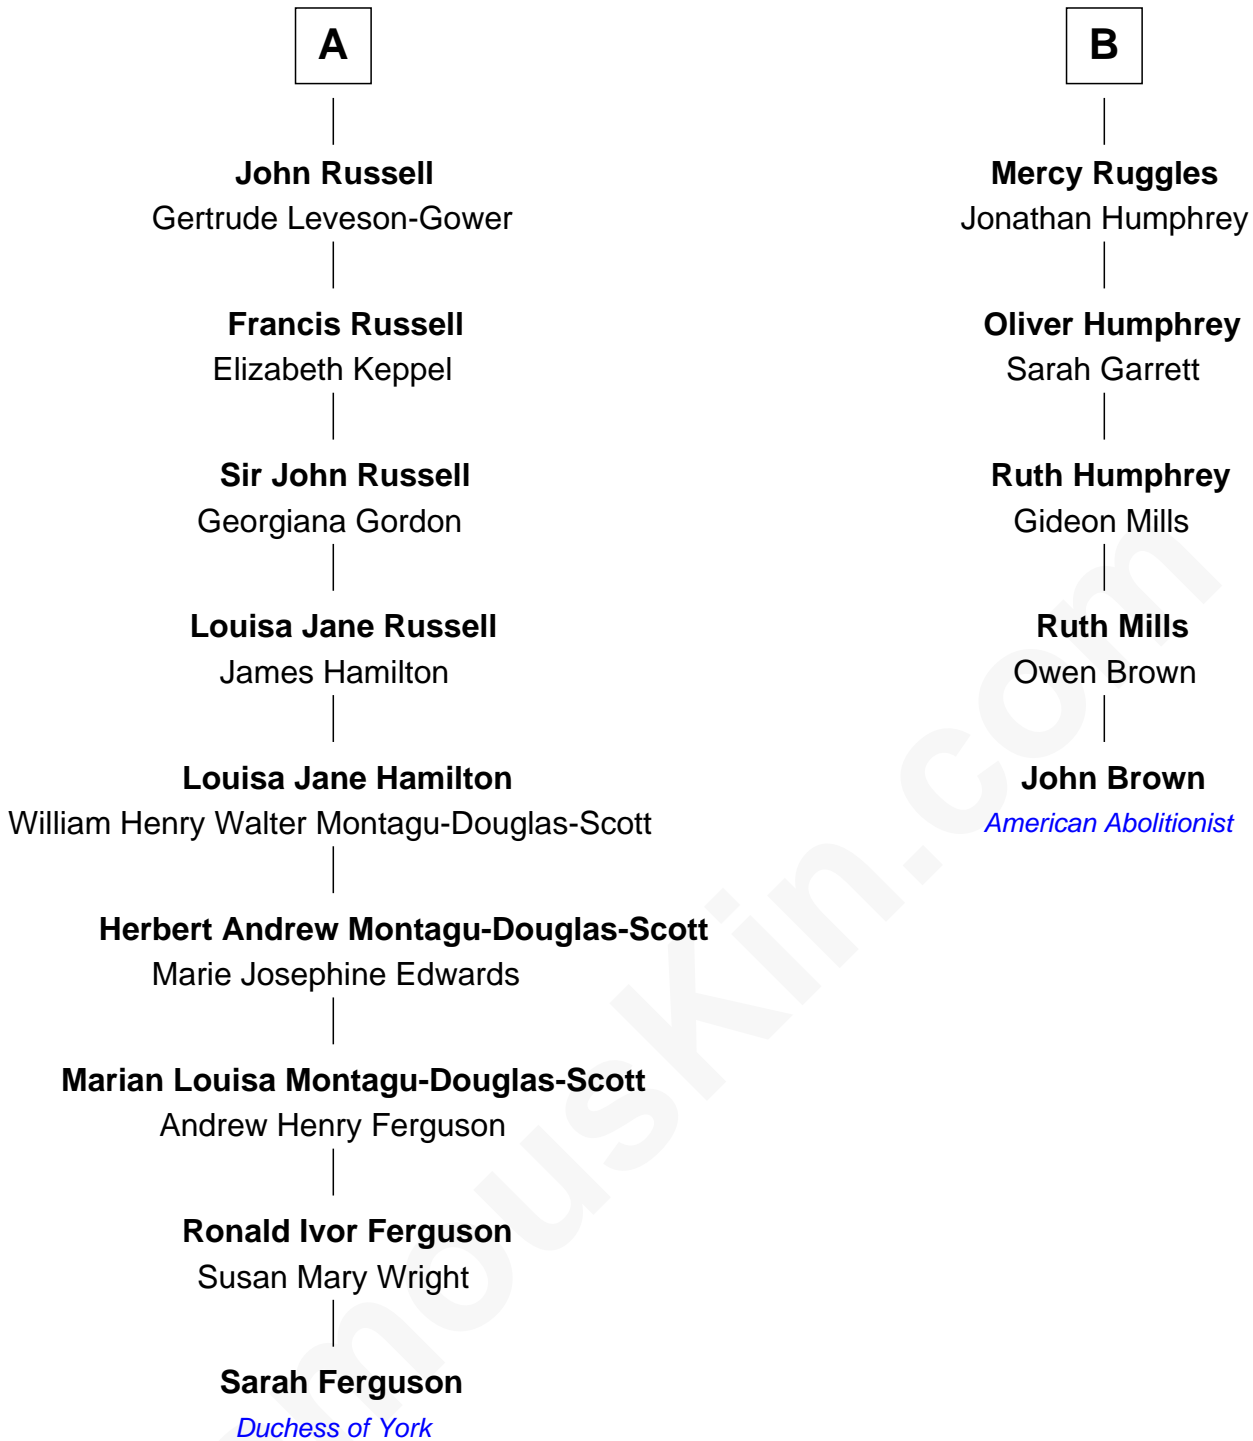 A
John Russell
Gertrude Leveson-Gower
Francis Russell
Elizabeth Keppel
Sir John Russell
Georgiana Gordon
Louisa Jane Russell
James Hamilton
Louisa Jane Hamilton
William Henry Walter Montagu-Douglas-Scott
Herbert Andrew Montagu-Douglas-Scott
Marie Josephine Edwards
Marian Louisa Montagu-Douglas-Scott
Andrew Henry Ferguson
Ronald Ivor Ferguson
Susan Mary Wright
Sarah Ferguson
Duchess of York
B
Mercy Ruggles
Jonathan Humphrey
Oliver Humphrey
Sarah Garrett
Ruth Humphrey
Gideon Mills
Ruth Mills
Owen Brown
John Brown
American Abolitionist
mousKin.com